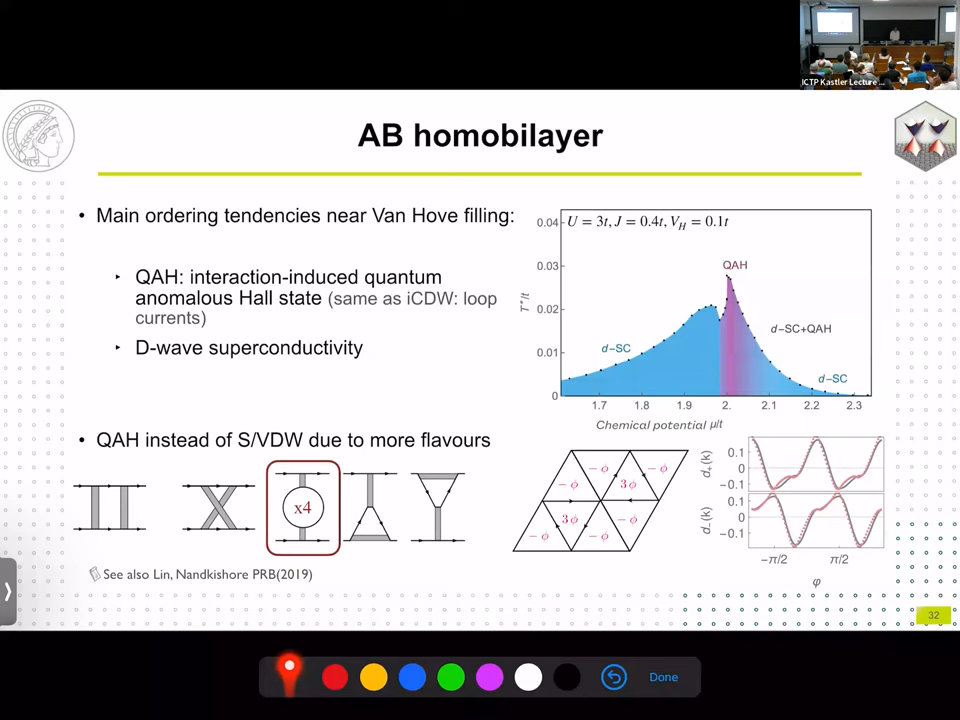 ICTP Kastler Lecture ...
AB homobilayer
• Main ordering tendencies near Van Hove filling:
‣ QAH: interaction-induced quantum
anomalous Hall state (same as iCDW: loop
currents)
‣ D-wave superconductivity
• QAH instead of S/VDW due to more flavours
x4
See also Lin, Nandkishore PRB(2019)
U = 3t, J = 0.4t, V_H = 0.1t
0.04
0.03
0.02
0.01
0
T*/t
QAH
d−SC+QAH
d−SC
d−SC
1.7 1.8 1.9 2. 2.1 2.2 2.3
Chemical potential μ/t
−ϕ −ϕ
−ϕ 3ϕ
3ϕ −ϕ
−ϕ −ϕ
d₊(k)
0.1
0
−0.1
d₋(k)
0.1
0
−0.1
−π/2 π/2
φ
32
Done